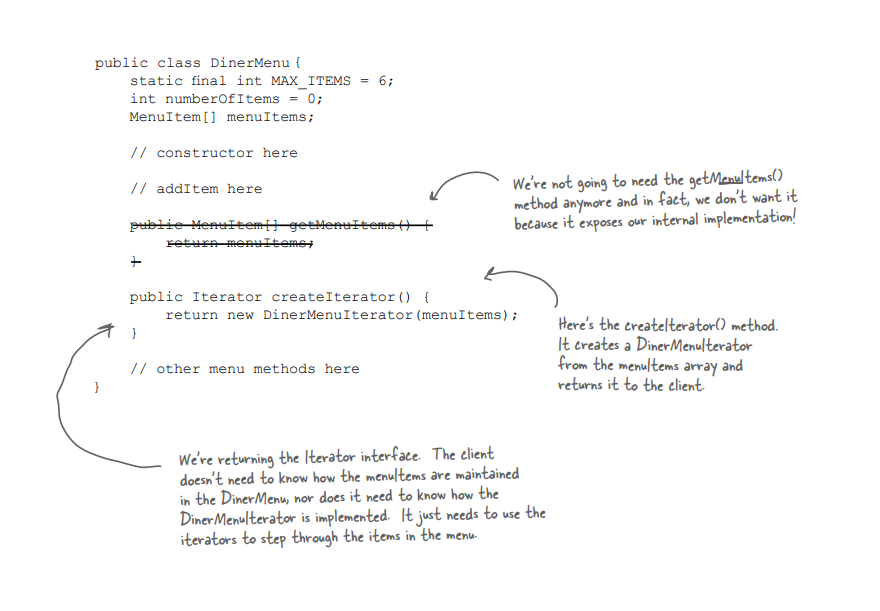 public class DinerMenu {
static final int MAX_ITEMS = 6;
int numberOfItems = 0;
MenuItem[] menuItems;
// constructor here
// addItem here
public MenuItem[] getMenuItems() {
return menuItems;
}
We're not going to need the getMenuItems()
method anymore and in fact, we don't want it
because it exposes our internal implementation!
public Iterator createIterator() {
return new DinerMenuIterator(menuItems);
}
Here's the createIterator() method.
It creates a DinerMenuIterator
from the menuItems array and
returns it to the client.
// other menu methods here
}
We're returning the Iterator interface. The client
doesn't need to know how the menuItems are maintained
in the DinerMenu, nor does it need to know how the
DinerMenuIterator is implemented. It just needs to use the
iterators to step through the items in the menu.